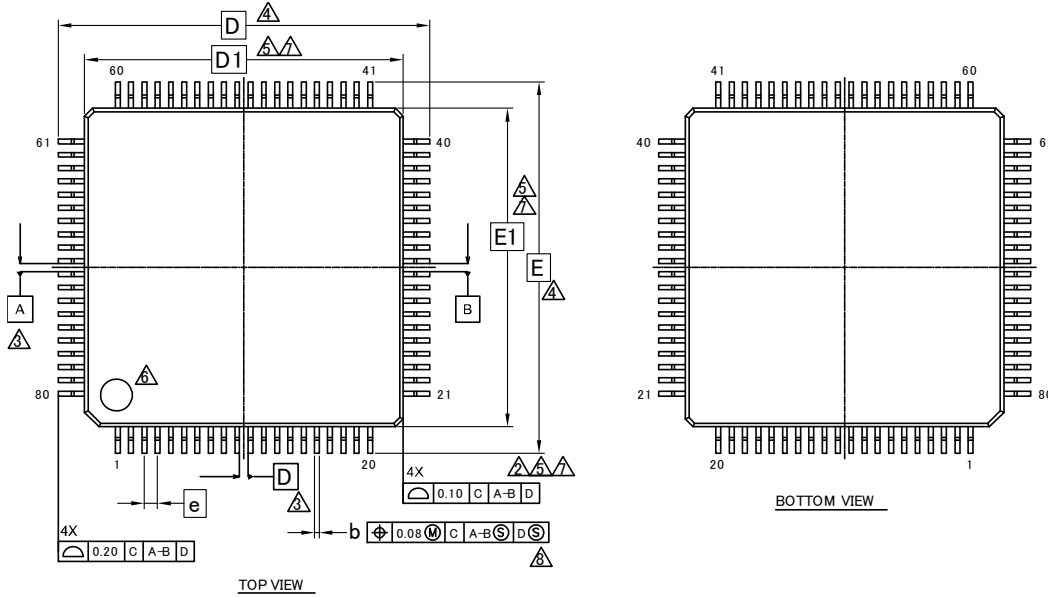 D 4
D1 5 7
60 41
61 40
5
7
E1
E
4
A
3
B
6
80 21
1 20
D
3
e
4X
2 5 7
0.10 C A-B D
b 0.08 Ⓜ C A-B Ⓢ D Ⓢ
8
4X
0.20 C A-B D
TOP VIEW
41 60
40
21
20 1
BOTTOM VIEW